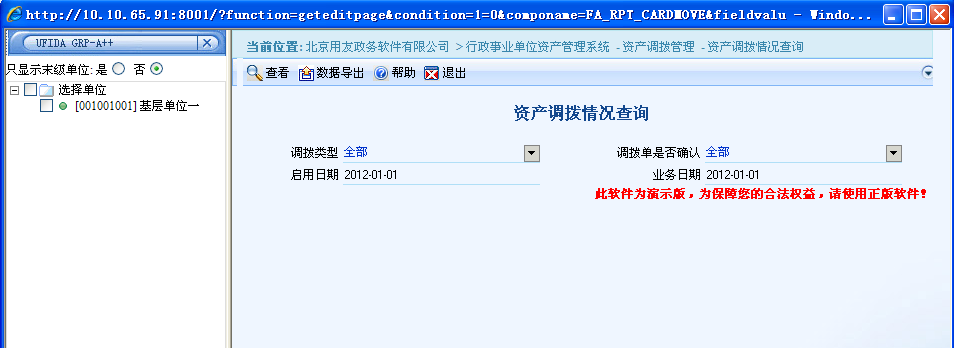 http://10.10.65.91:8001/?function=geteditpage&condition=1=0&componame=FA_RPT_CARDMOVE&fieldvalu - Windo...
UFIDA GRP-A++
只显示末级单位:是 否
选择单位
[001001001]基层单位一
当前位置:北京用友政务软件有限公司 >行政事业单位资产管理系统 -资产调拨管理 -资产调拨情况查询
查看 数据导出 帮助 退出
资产调拨情况查询
调拨类型 全部 调拨单是否确认 全部
启用日期 2012-01-01 业务日期 2012-01-01
此软件为演示版，为保障您的合法权益，请使用正版软件！